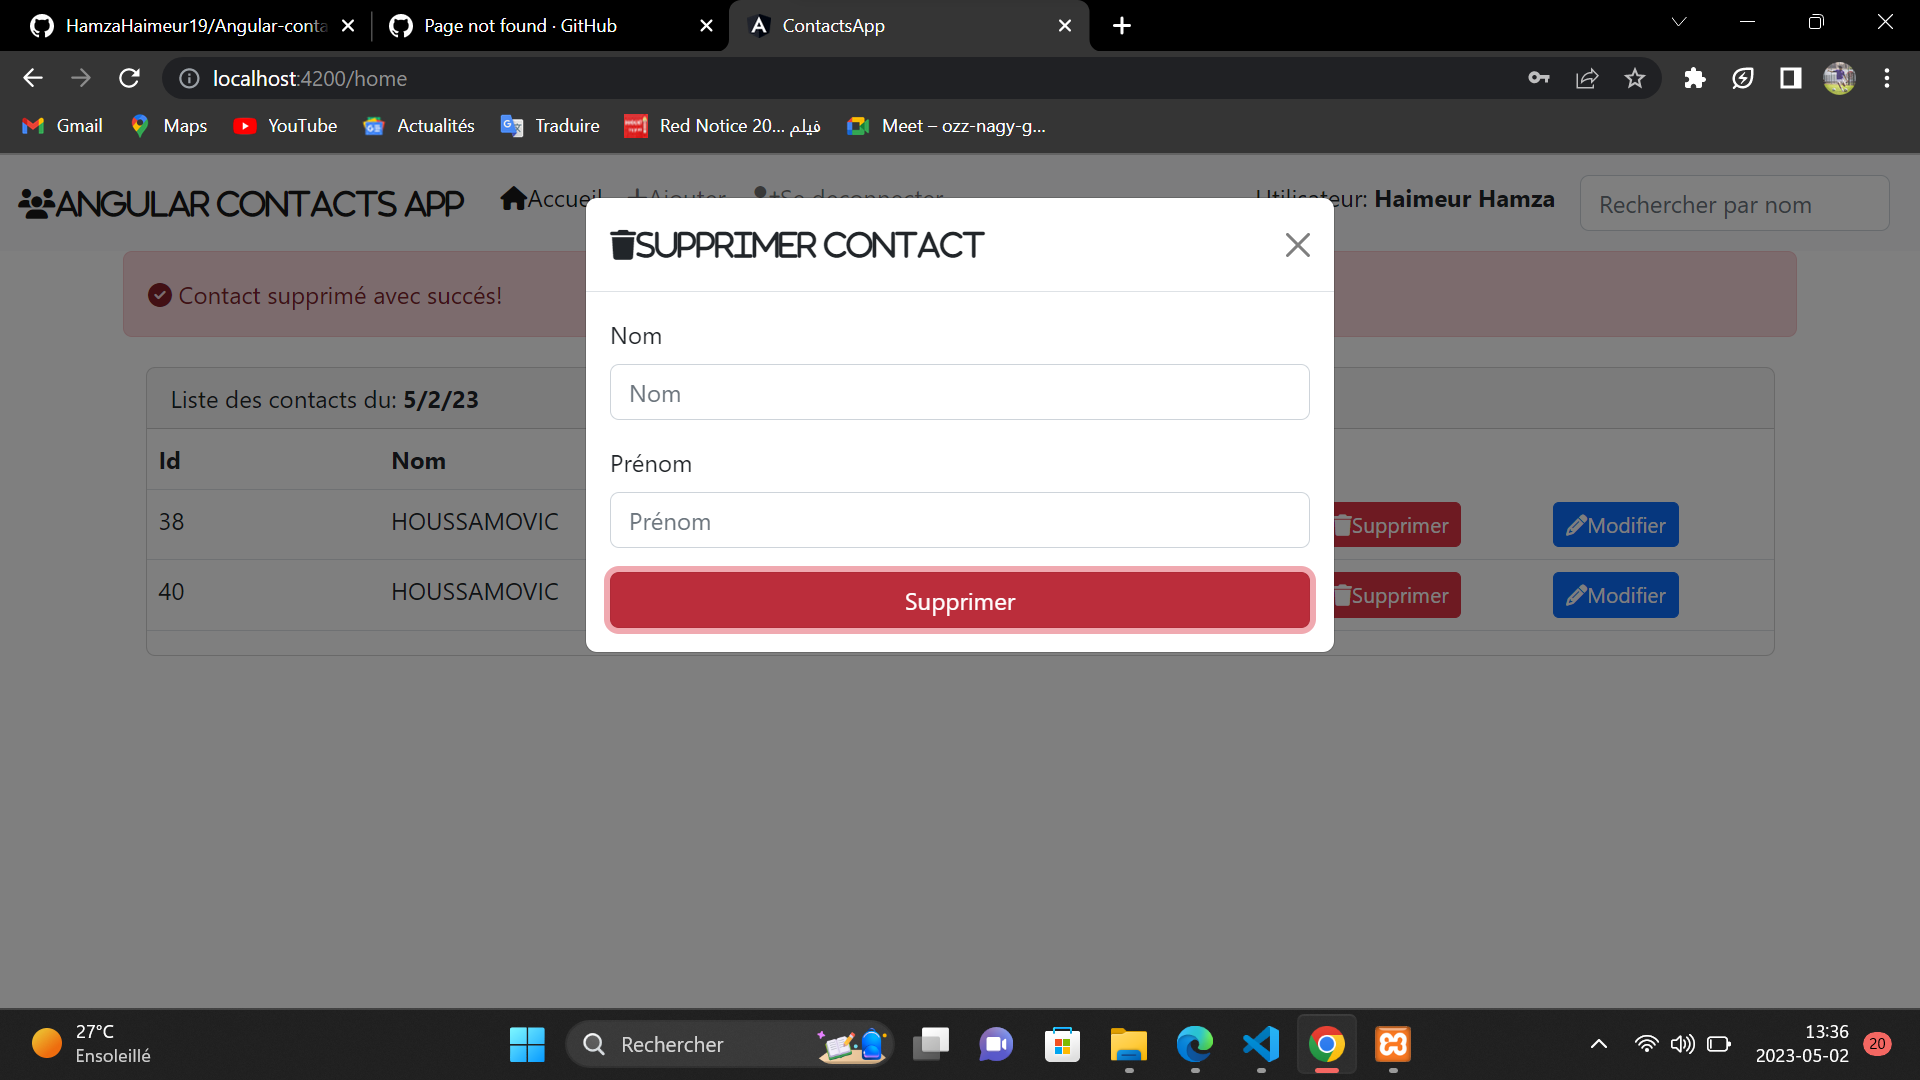 HamzaHaimeur19/Angular-conta
Page not found · GitHub
ContactsApp
localhost:4200/home
Gmail
Maps
YouTube
Actualités
Traduire
Red Notice 20... فيلم
Meet – ozz-nagy-g...
ANGULAR CONTACTS APP
Accueil
Ajouter
Se deconnecter
Utilisateur: Haimeur Hamza
Rechercher par nom
Contact supprimé avec succés!
SUPPRIMER CONTACT
Nom
Nom
Prénom
Prénom
Supprimer
Liste des contacts du: 5/2/23
Id Nom
38 HOUSSAMOVIC Supprimer Modifier
40 HOUSSAMOVIC Supprimer Modifier
27°C
Ensoleillé
Rechercher
13:36
2023-05-02
20